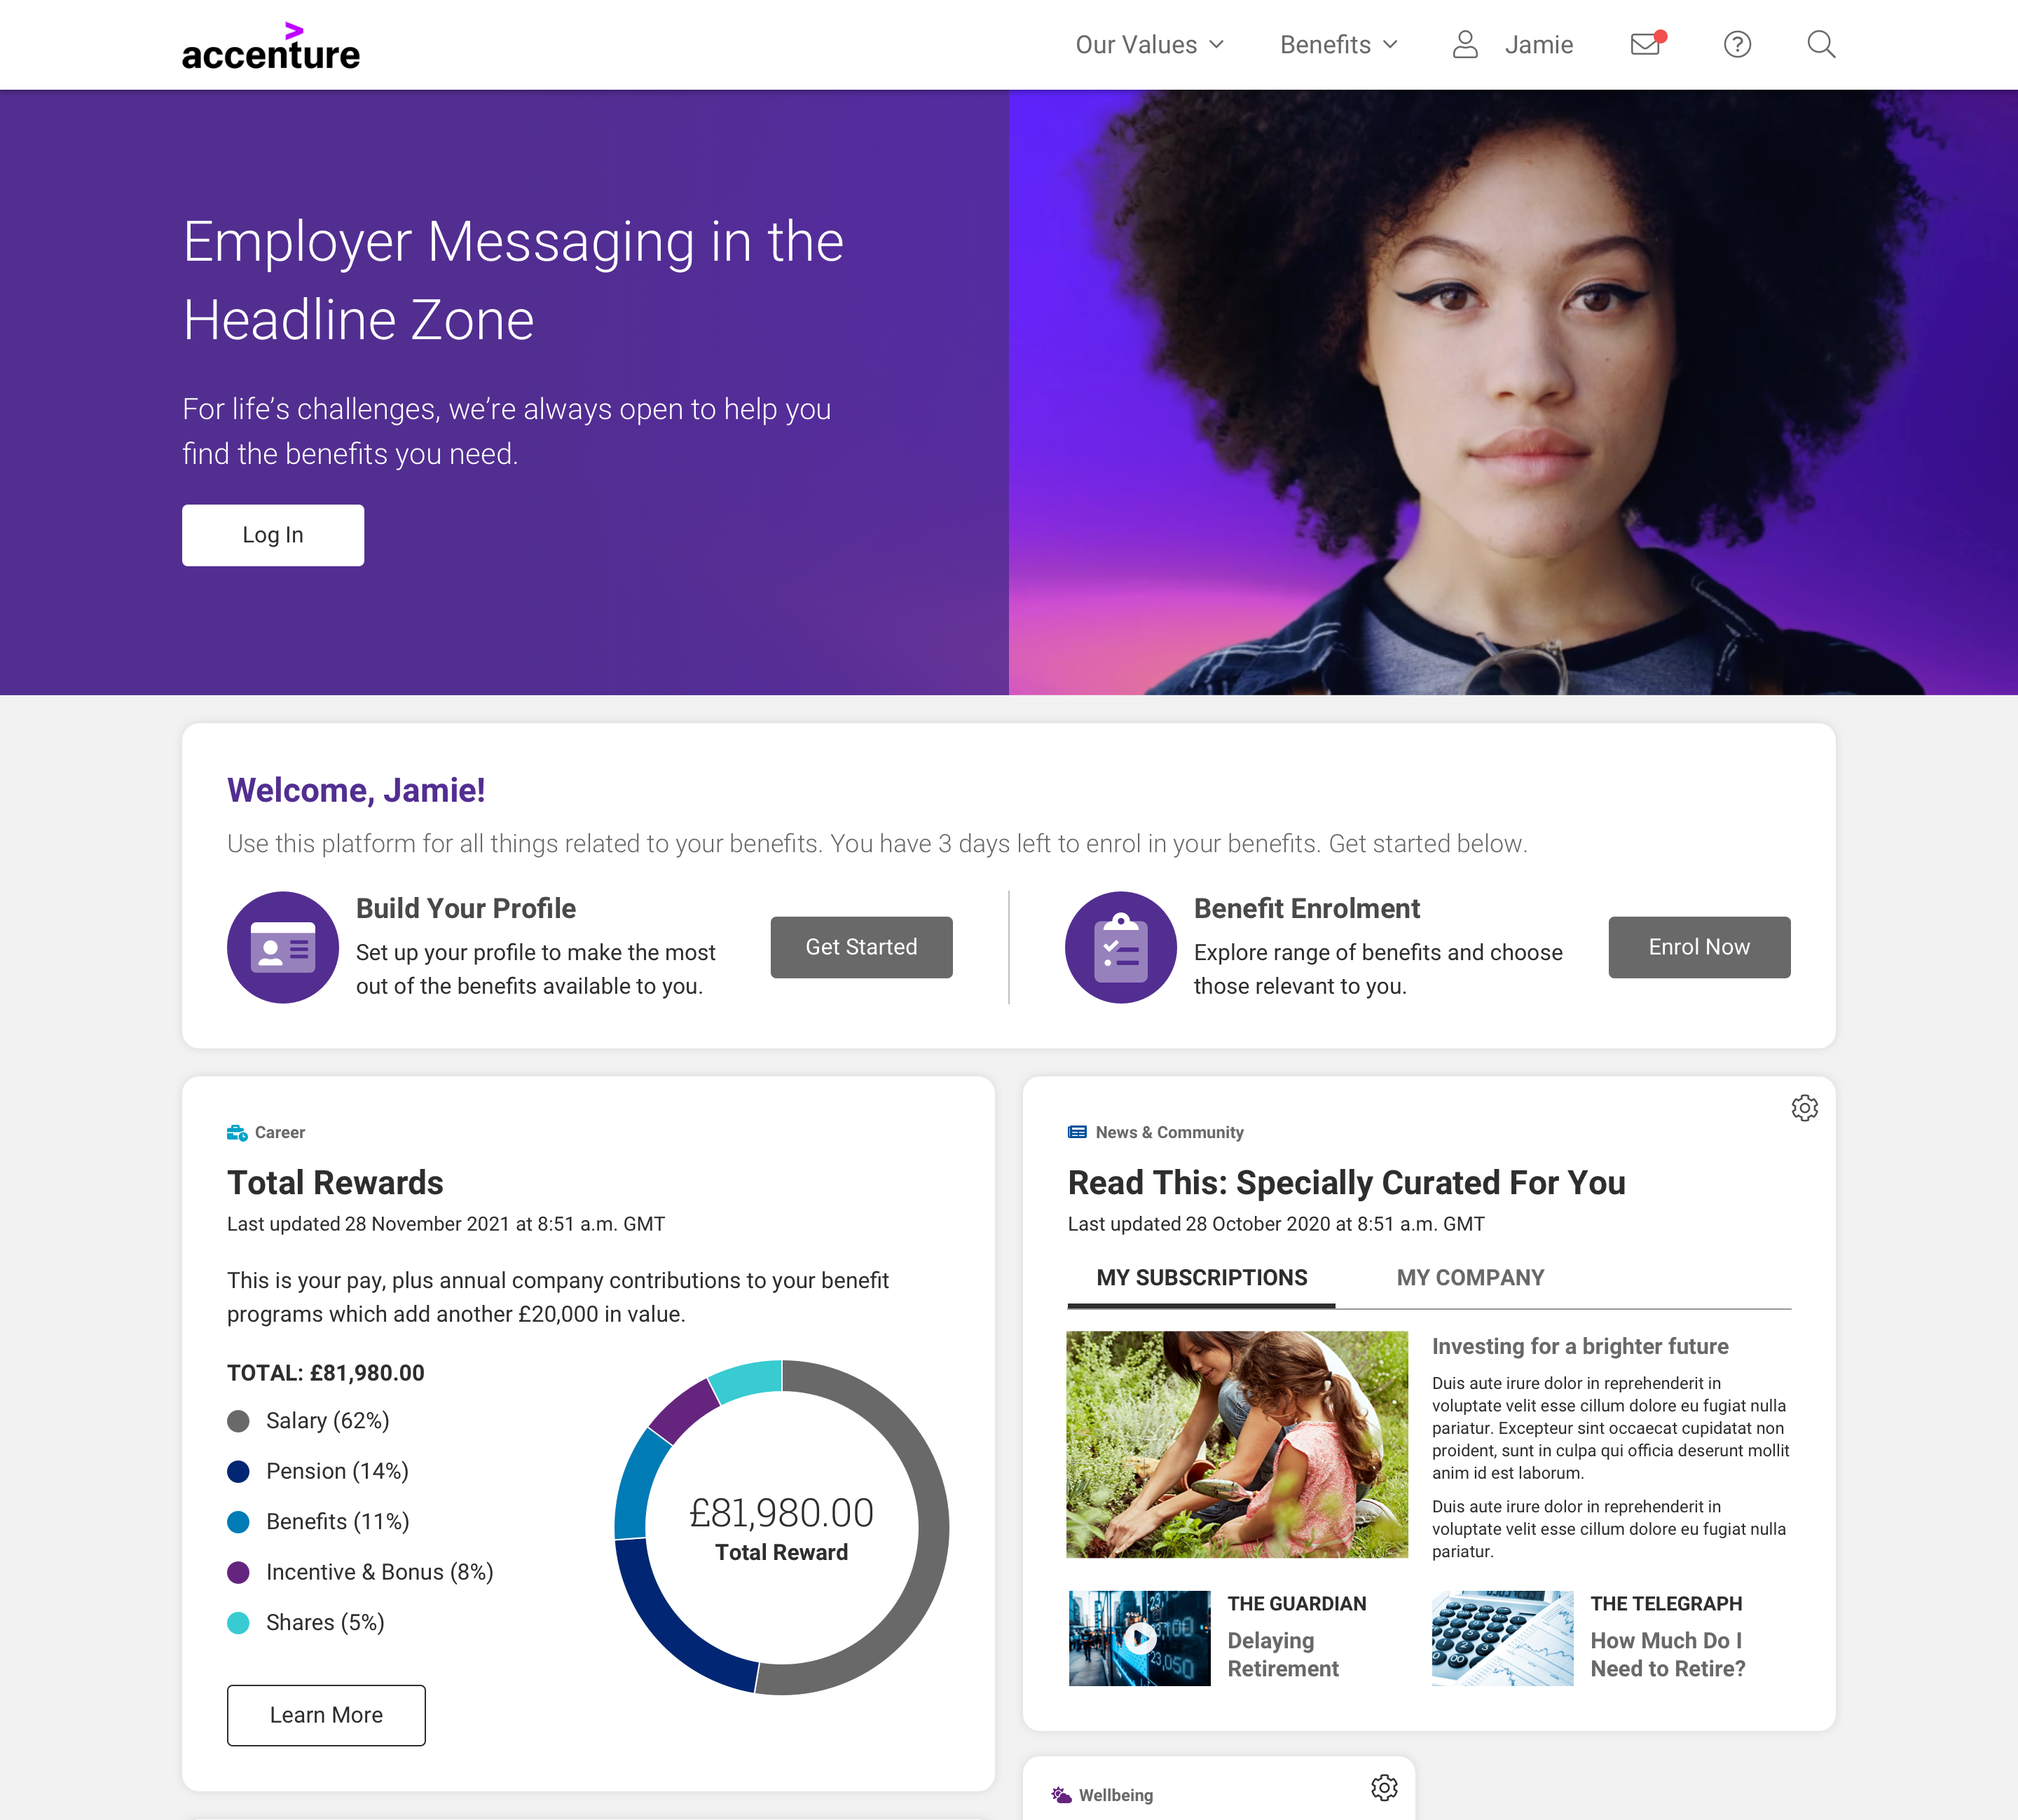 accenture
Our Values
Benefits
Jamie
Employer Messaging in the
Headline Zone
For life’s challenges, we’re always open to help you
find the benefits you need.
Log In
Welcome, Jamie!
Use this platform for all things related to your benefits. You have 3 days left to enrol in your benefits. Get started below.
Build Your Profile
Set up your profile to make the most
out of the benefits available to you.
Get Started
Benefit Enrolment
Explore range of benefits and choose
those relevant to you.
Enrol Now
Career
Total Rewards
Last updated 28 November 2021 at 8:51 a.m. GMT
This is your pay, plus annual company contributions to your benefit
programs which add another £20,000 in value.
TOTAL: £81,980.00
Salary (62%)
Pension (14%)
Benefits (11%)
Incentive & Bonus (8%)
Shares (5%)
£81,980.00
Total Reward
Learn More
News & Community
Read This: Specially Curated For You
Last updated 28 October 2020 at 8:51 a.m. GMT
MY SUBSCRIPTIONS
MY COMPANY
Investing for a brighter future
Duis aute irure dolor in reprehenderit in
voluptate velit esse cillum dolore eu fugiat nulla
pariatur. Excepteur sint occaecat cupidatat non
proident, sunt in culpa qui officia deserunt mollit
anim id est laborum.
Duis aute irure dolor in reprehenderit in
voluptate velit esse cillum dolore eu fugiat nulla
pariatur.
THE GUARDIAN
Delaying
Retirement
23,050
THE TELEGRAPH
How Much Do I
Need to Retire?
Wellbeing